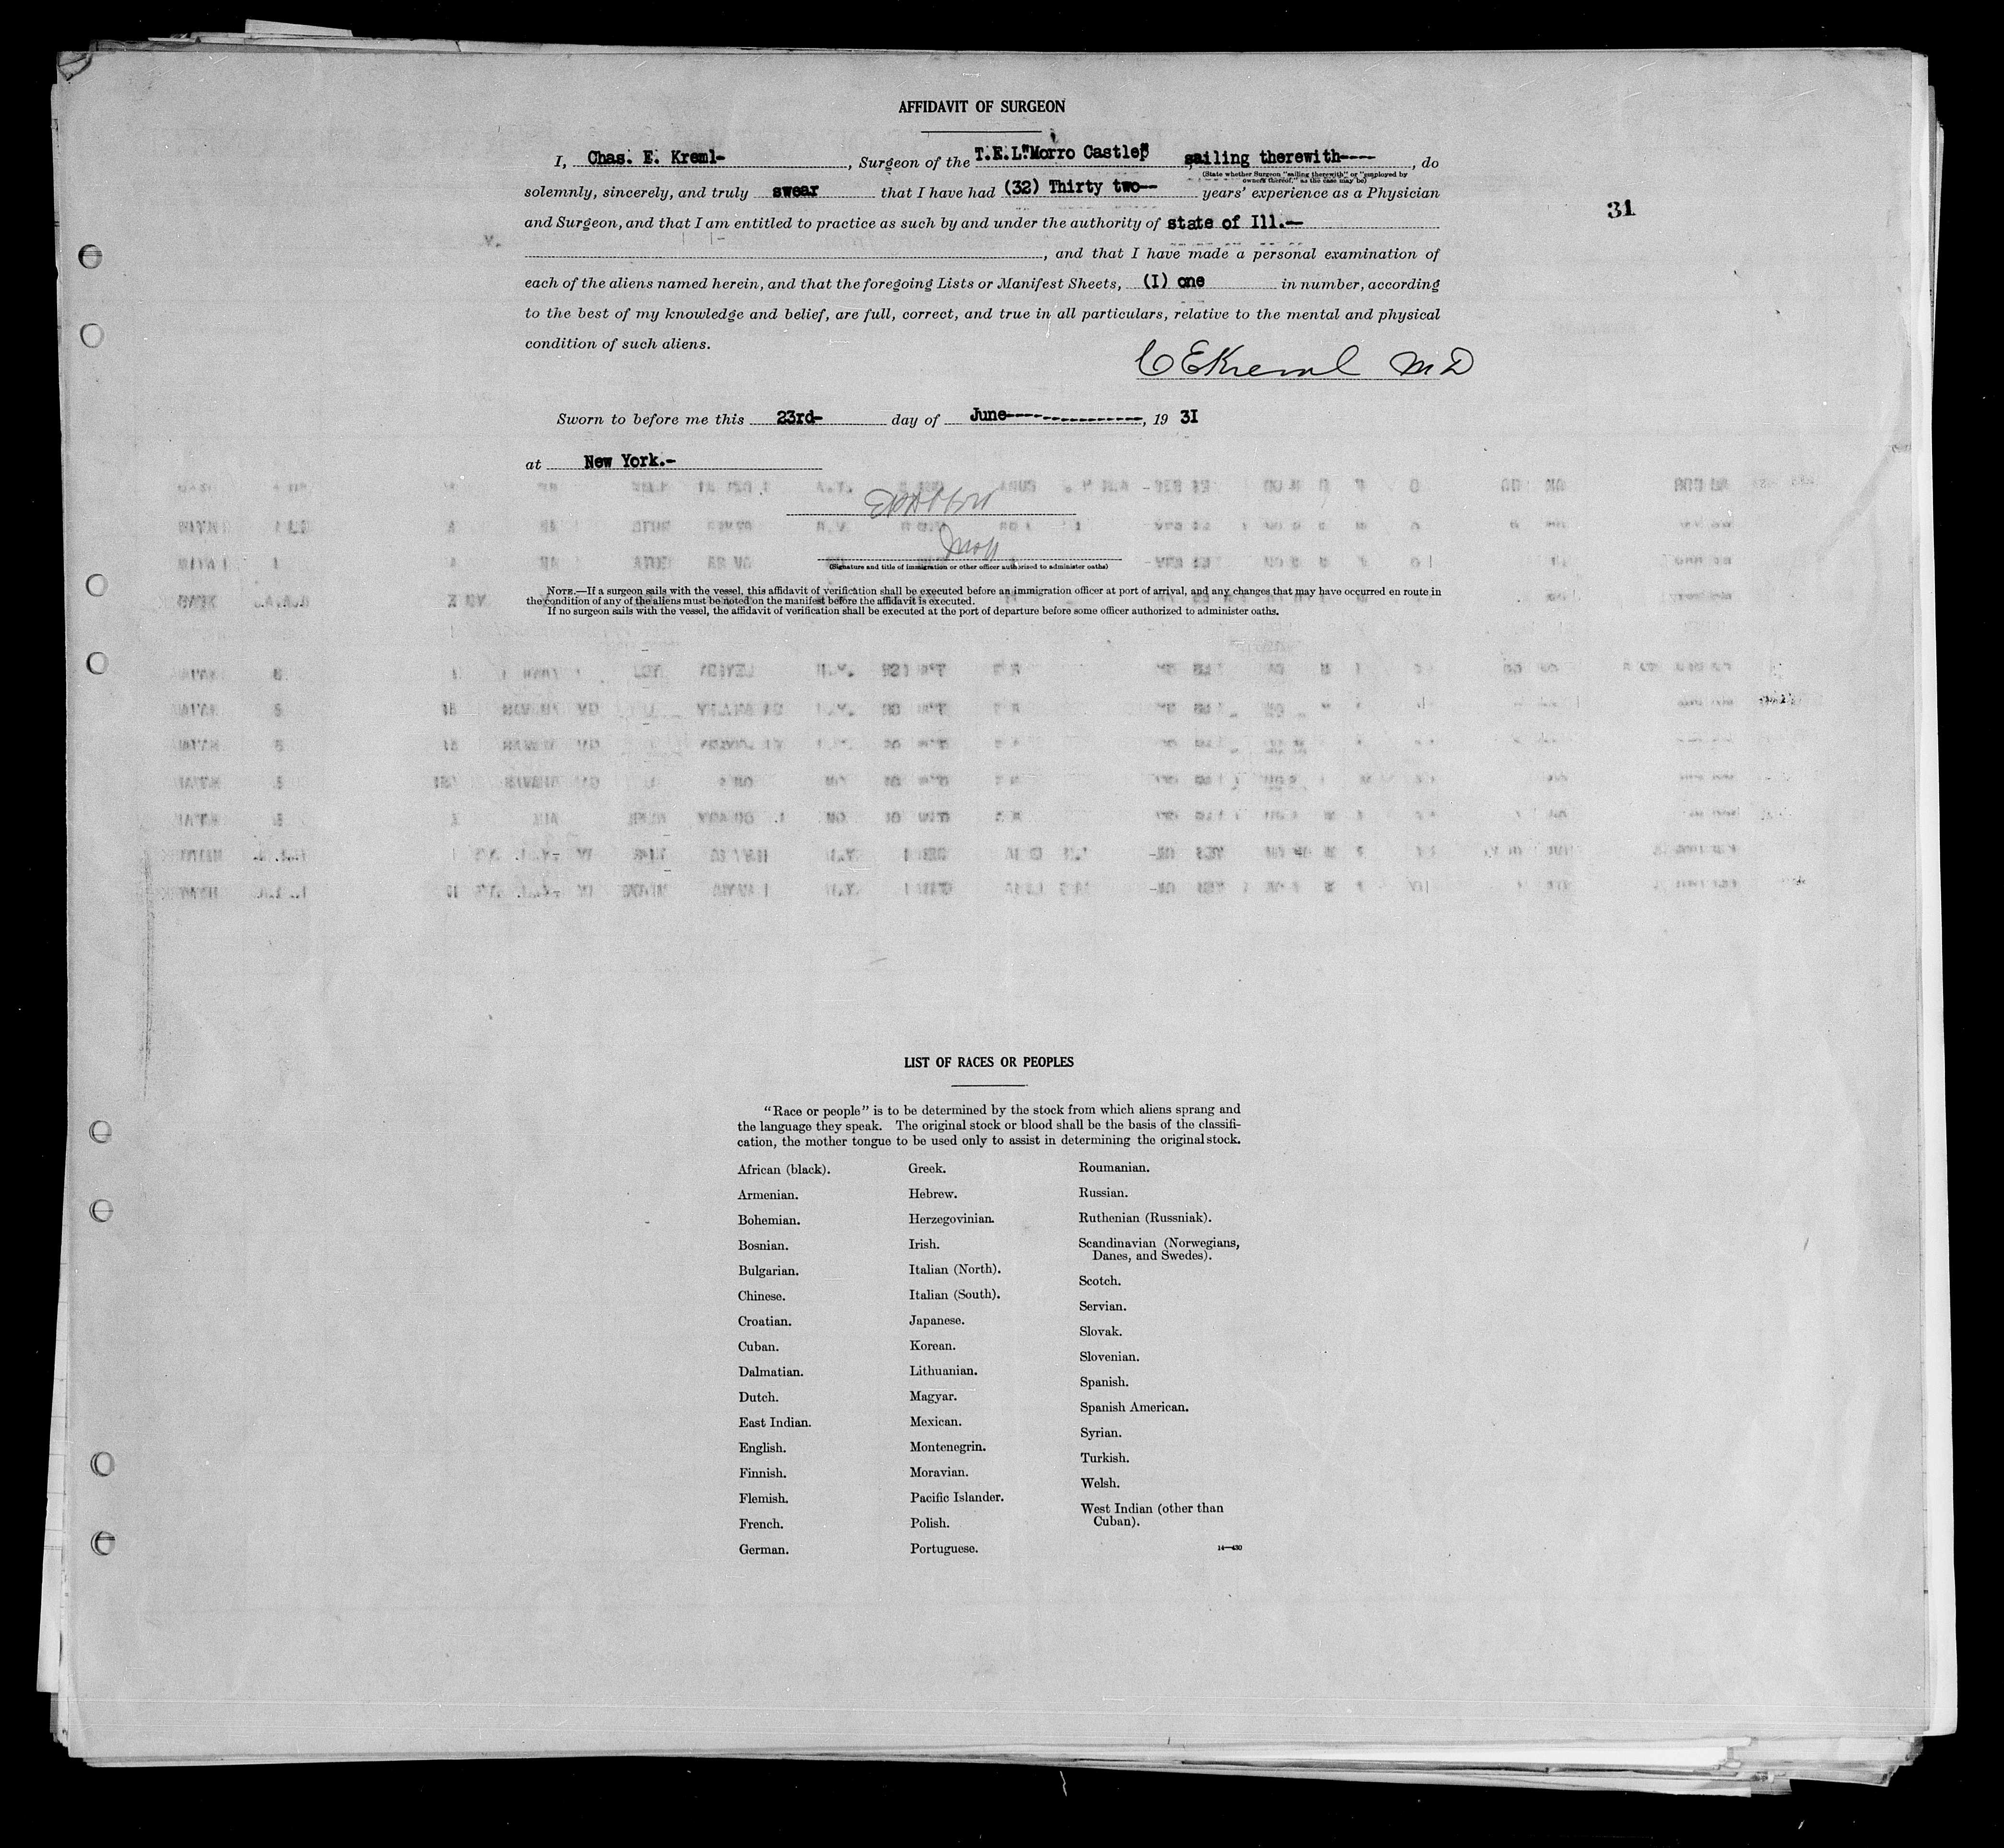 AFFIDAVIT OF SURGEON
I, Chas. E. Kreml-, Surgeon of the T.E.L."Morro Castle" sailing therewith----, do
(State whether Surgeon "sailing therewith" or "employed by
owners thereof," as the case may be)
solemnly, sincerely, and truly swear that I have had (32) Thirty two-- years' experience as a Physician
31
and Surgeon, and that I am entitled to practice as such by and under the authority of state of Ill.-
, and that I have made a personal examination of
each of the aliens named herein, and that the foregoing Lists or Manifest Sheets, (I) one in number, according
to the best of my knowledge and belief, are full, correct, and true in all particulars, relative to the mental and physical
condition of such aliens.
C E Kreml MD
Sworn to before me this 23rd- day of June----------------, 19 3I
at New York.-
(Signature and title of immigration or other officer authorized to administer oaths)
NOTE.—If a surgeon sails with the vessel, this affidavit of verification shall be executed before an immigration officer at port of arrival, and any changes that may have occurred en route in
the condition of any of the aliens must be noted on the manifest before the affidavit is executed.
If no surgeon sails with the vessel, the affidavit of verification shall be executed at the port of departure before some officer authorized to administer oaths.
LIST OF RACES OR PEOPLES
"Race or people" is to be determined by the stock from which aliens sprang and
the language they speak. The original stock or blood shall be the basis of the classifi-
cation, the mother tongue to be used only to assist in determining the original stock.
African (black).
Armenian.
Bohemian.
Bosnian.
Bulgarian.
Chinese.
Croatian.
Cuban.
Dalmatian.
Dutch.
East Indian.
English.
Finnish.
Flemish.
French.
German.
Greek.
Hebrew.
Herzegovinian.
Irish.
Italian (North).
Italian (South).
Japanese.
Korean.
Lithuanian.
Magyar.
Mexican.
Montenegrin.
Moravian.
Pacific Islander.
Polish.
Portuguese.
Roumanian.
Russian.
Ruthenian (Russniak).
Scandinavian (Norwegians,
Danes, and Swedes).
Scotch.
Servian.
Slovak.
Slovenian.
Spanish.
Spanish American.
Syrian.
Turkish.
Welsh.
West Indian (other than
Cuban).
14—430